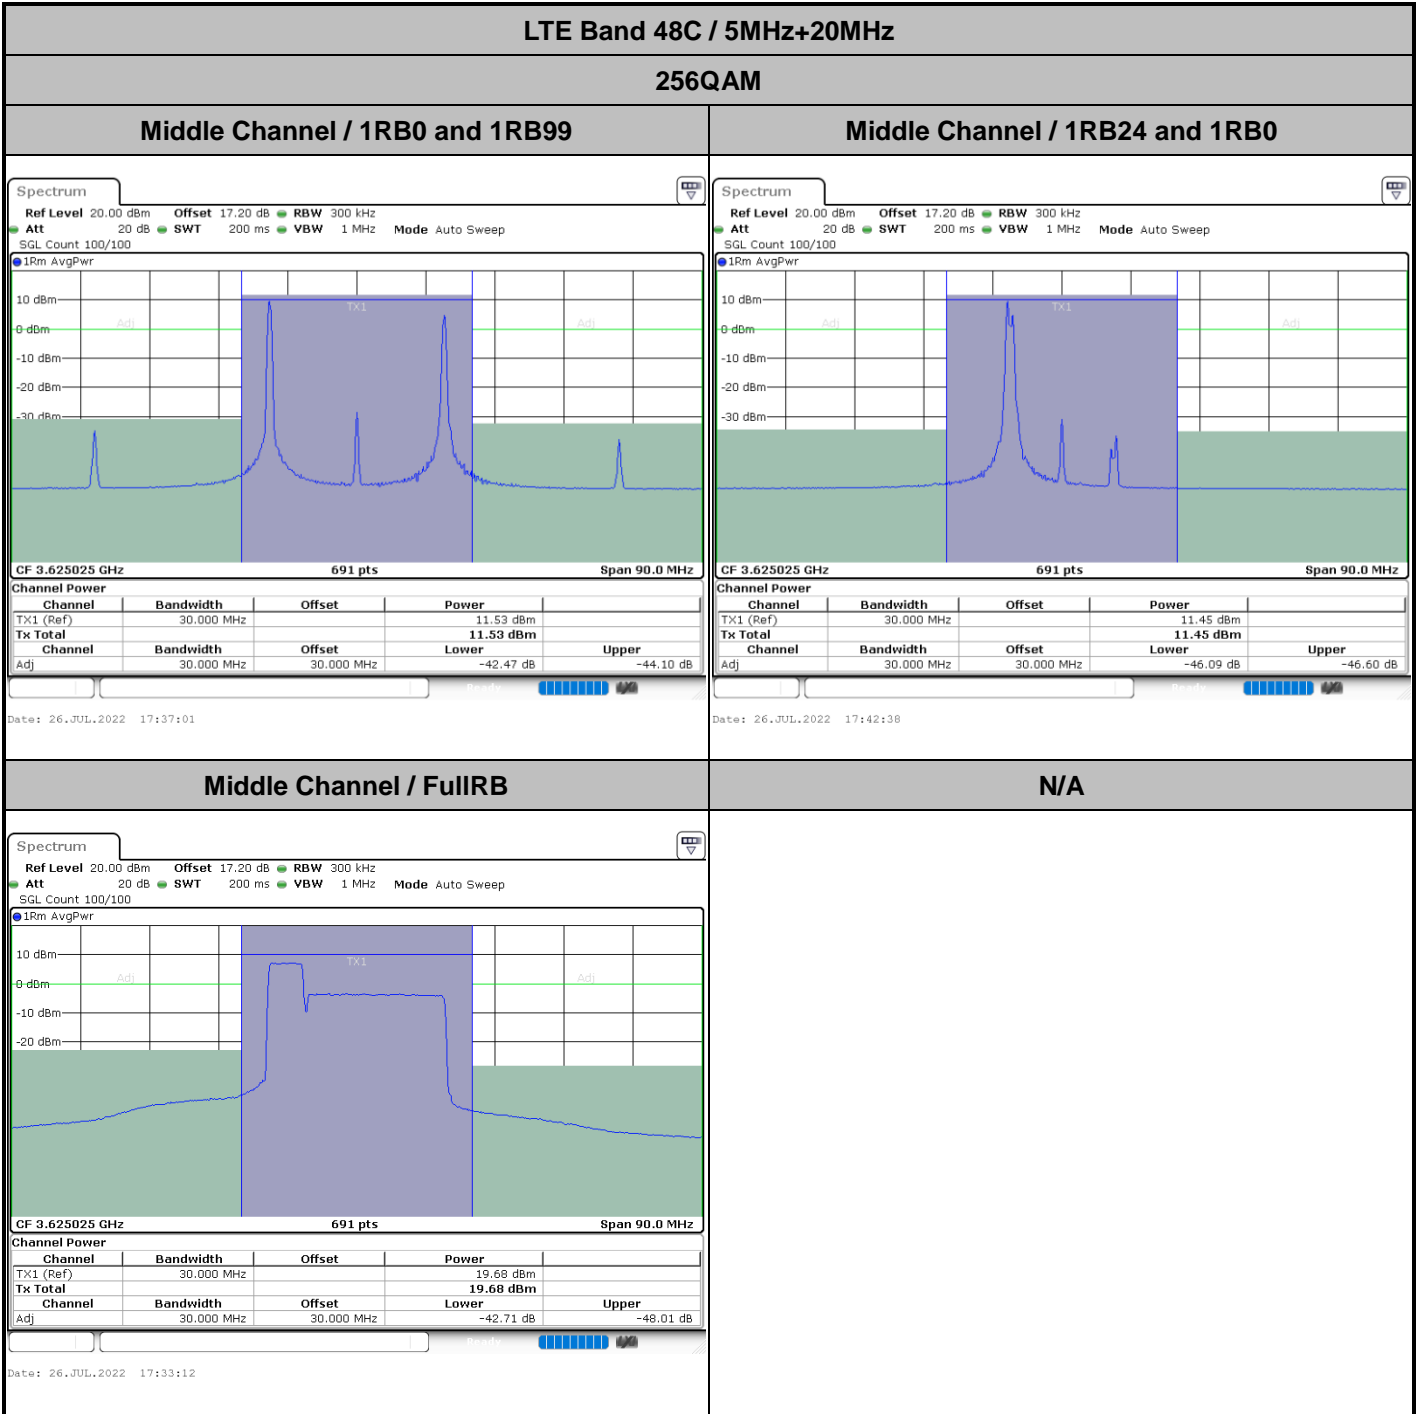 LTE Band 48C / 5MHz+20MHz
256QAM
Middle Channel / 1RB0 and 1RB99
Middle Channel / 1RB24 and 1RB0
Spectrum
Ref Level 20.00 dBm Offset 17.20 dB RBW 300 kHz
Att 20 dB SWT 200 ms VBW 1 MHz Mode Auto Sweep
SGL Count 100/100
1Rm AvgPwr
10 dBm
0 dBm
-10 dBm
-20 dBm
-30 dBm
Adj
TX1
Adj
CF 3.625025 GHz 691 pts Span 90.0 MHz
Channel Power
Channel Bandwidth Offset Power
TX1 (Ref) 30.000 MHz 11.53 dBm
Tx Total 11.53 dBm
Channel Bandwidth Offset Lower Upper
Adj 30.000 MHz 30.000 MHz -42.47 dB -44.10 dB
Ready
Date: 26.JUL.2022 17:37:01
Spectrum
Ref Level 20.00 dBm Offset 17.20 dB RBW 300 kHz
Att 20 dB SWT 200 ms VBW 1 MHz Mode Auto Sweep
SGL Count 100/100
1Rm AvgPwr
10 dBm
0 dBm
-10 dBm
-20 dBm
-30 dBm
Adj
TX1
Adj
CF 3.625025 GHz 691 pts Span 90.0 MHz
Channel Power
Channel Bandwidth Offset Power
TX1 (Ref) 30.000 MHz 11.45 dBm
Tx Total 11.45 dBm
Channel Bandwidth Offset Lower Upper
Adj 30.000 MHz 30.000 MHz -46.09 dB -46.60 dB
Ready
Date: 26.JUL.2022 17:42:38
Middle Channel / FullRB
N/A
Spectrum
Ref Level 20.00 dBm Offset 17.20 dB RBW 300 kHz
Att 20 dB SWT 200 ms VBW 1 MHz Mode Auto Sweep
SGL Count 100/100
1Rm AvgPwr
10 dBm
0 dBm
-10 dBm
-20 dBm
Adj
TX1
Adj
CF 3.625025 GHz 691 pts Span 90.0 MHz
Channel Power
Channel Bandwidth Offset Power
TX1 (Ref) 30.000 MHz 19.68 dBm
Tx Total 19.68 dBm
Channel Bandwidth Offset Lower Upper
Adj 30.000 MHz 30.000 MHz -42.71 dB -48.01 dB
Ready
Date: 26.JUL.2022 17:33:12